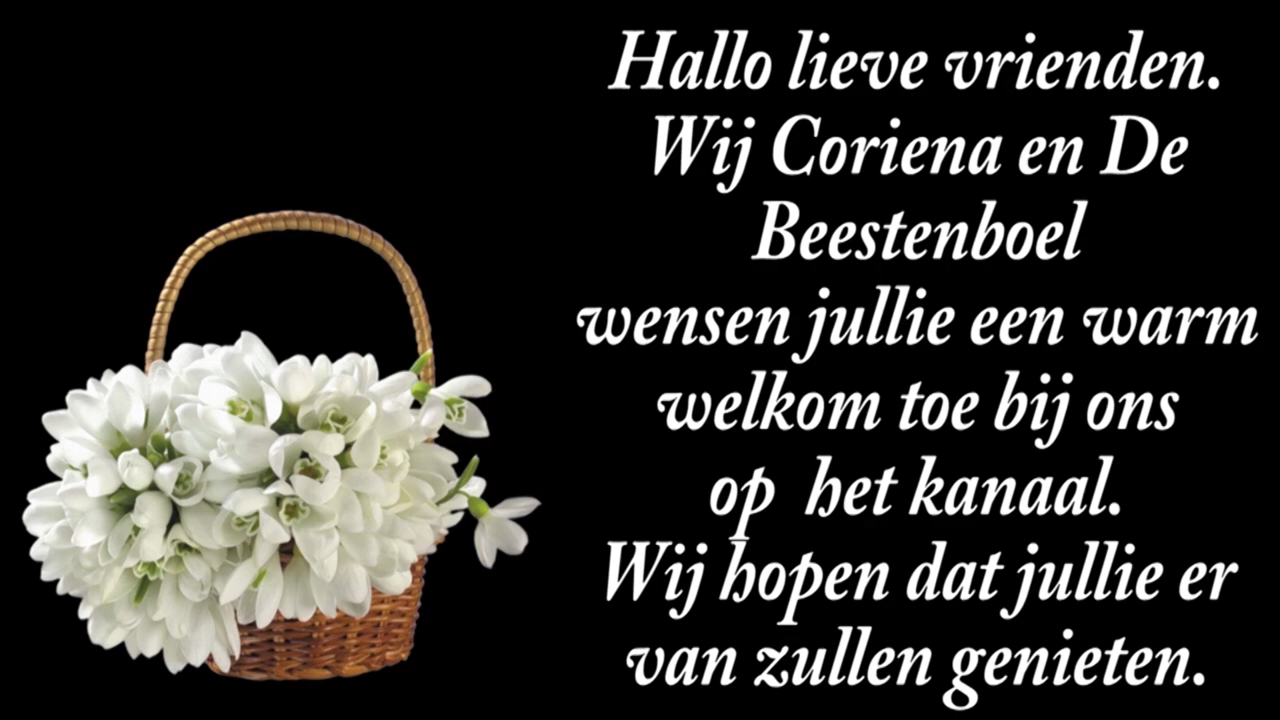 Hallo lieve vrienden.
Wij Coriena en De
Beestenboel
wensen jullie een warm
welkom toe bij ons
op het kanaal.
Wij hopen dat jullie er
van zullen genieten.